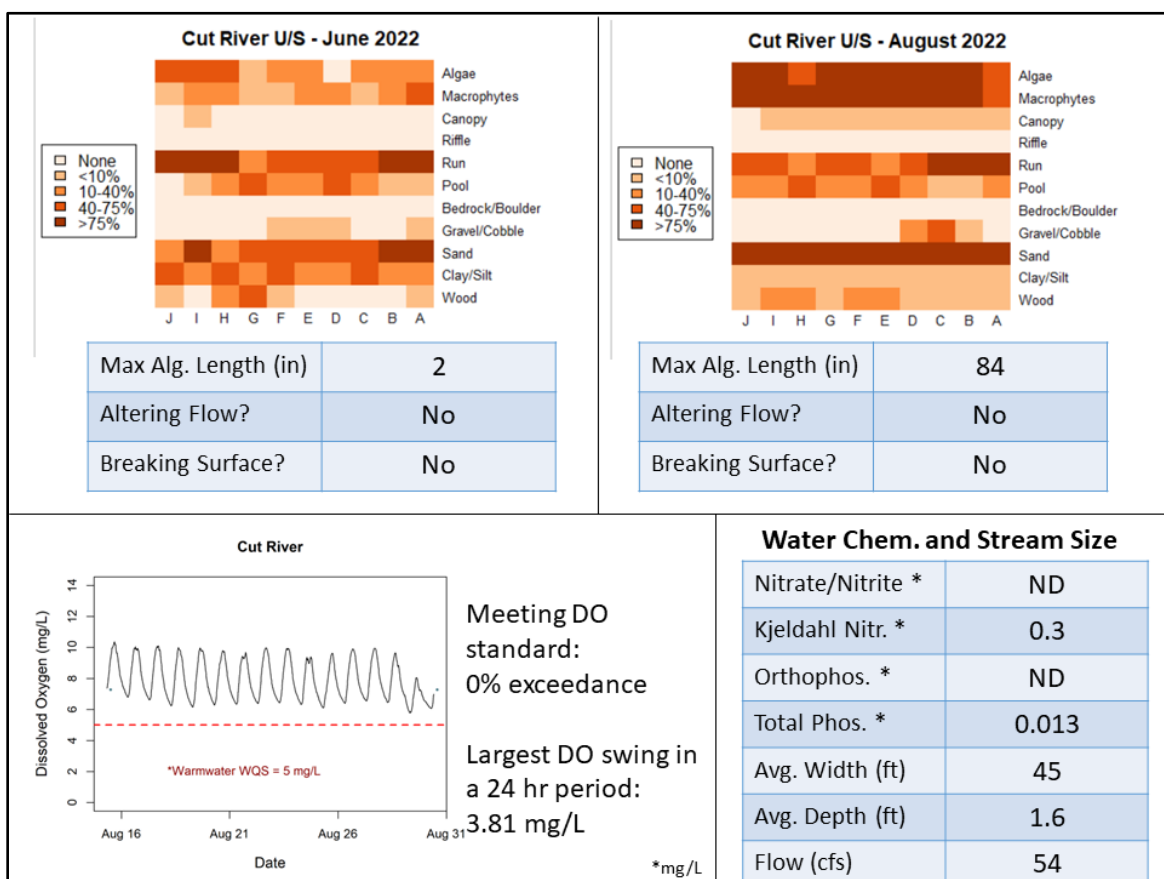 Cut River U/S - June 2022
Algae
Macrophytes
Canopy
Riffle
Run
Pool
Bedrock/Boulder
Gravel/Cobble
Sand
Clay/Silt
Wood
None
<10%
10-40%
40-75%
>75%
J I H G F E D C B A
Max Alg. Length (in) 2
Altering Flow? No
Breaking Surface? No
Cut River U/S - August 2022
Algae
Macrophytes
Canopy
Riffle
Run
Pool
Bedrock/Boulder
Gravel/Cobble
Sand
Clay/Silt
Wood
None
<10%
10-40%
40-75%
>75%
J I H G F E D C B A
Max Alg. Length (in) 84
Altering Flow? No
Breaking Surface? No
Cut River
Dissolved Oxygen (mg/L)
14
12
10
8
6
4
2
0
*Warmwater WQS = 5 mg/L
Aug 16 Aug 21 Aug 26 Aug 31
Date
Meeting DO
standard:
0% exceedance
Largest DO swing in
a 24 hr period:
3.81 mg/L
*mg/L
Water Chem. and Stream Size
Nitrate/Nitrite * ND
Kjeldahl Nitr. * 0.3
Orthophos. * ND
Total Phos. * 0.013
Avg. Width (ft) 45
Avg. Depth (ft) 1.6
Flow (cfs) 54